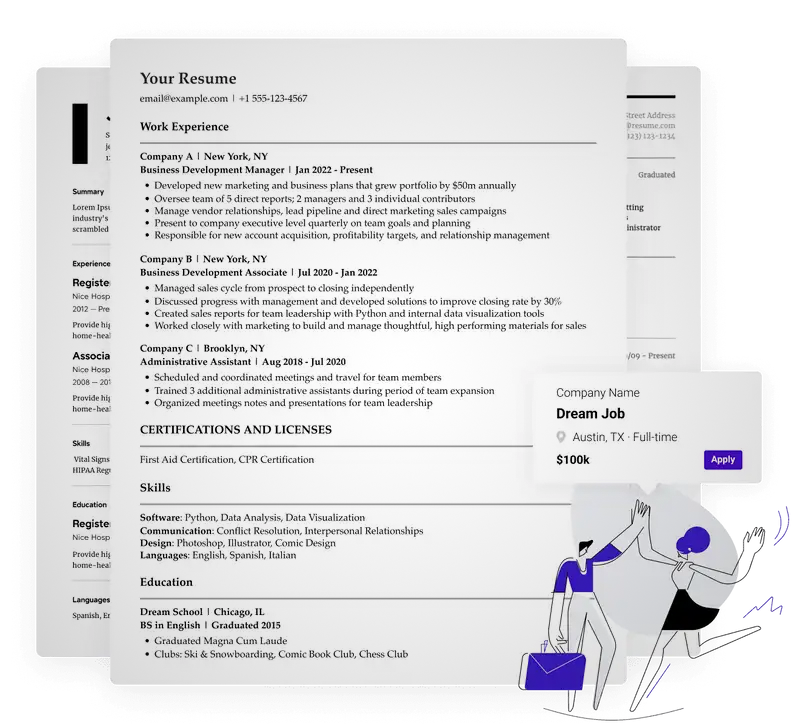 Your Resume
email@example.com | +1 555-123-4567
Work Experience
Company A | New York, NY
Business Development Manager | Jan 2022 - Present
• Developed new marketing and business plans that grew portfolio by $50m annually
• Oversee team of 5 direct reports; 2 managers and 3 individual contributors
• Manage vendor relationships, lead pipeline and direct marketing sales campaigns
• Present to company executive level quarterly on team goals and planning
• Responsible for new account acquisition, profitability targets, and relationship management
Company B | New York, NY
Business Development Associate | Jul 2020 - Jan 2022
• Managed sales cycle from prospect to closing independently
• Discussed progress with management and developed solutions to improve closing rate by 30%
• Created sales reports for team leadership with Python and internal data visualization tools
• Worked closely with marketing to build and manage thoughtful, high performing materials for sales
Company C | Brooklyn, NY
Administrative Assistant | Aug 2018 - Jul 2020
• Scheduled and coordinated meetings and travel for team members
• Trained 3 additional administrative assistants during period of team expansion
• Organized meetings notes and presentations for team leadership
CERTIFICATIONS AND LICENSES
First Aid Certification, CPR Certification
Skills
Software: Python, Data Analysis, Data Visualization
Communication: Conflict Resolution, Interpersonal Relationships
Design: Photoshop, Illustrator, Comic Design
Languages: English, Spanish, Italian
Education
Dream School | Chicago, IL
BS in English | Graduated 2015
• Graduated Magna Cum Laude
• Clubs: Ski & Snowboarding, Comic Book Club, Chess Club
Summary
Lorem Ipsu
industry's
scrambled
Experience
Register
Nice Hosp
2012 — Pre
Provide hig
home-heal
Associa
Nice Hosp
2008 — 201
Provide hig
home-heal
Skills
Vital Signs
HIPAA Regu
Education
Register
Nice Hosp
Provide hig
home-heal
Languages
Spanish, En
Street Address
@resume.com
123) 123-1234
Graduated
tting
s
ministrator
/09 - Present
Company Name
Dream Job
Austin, TX · Full-time
$100k
Apply